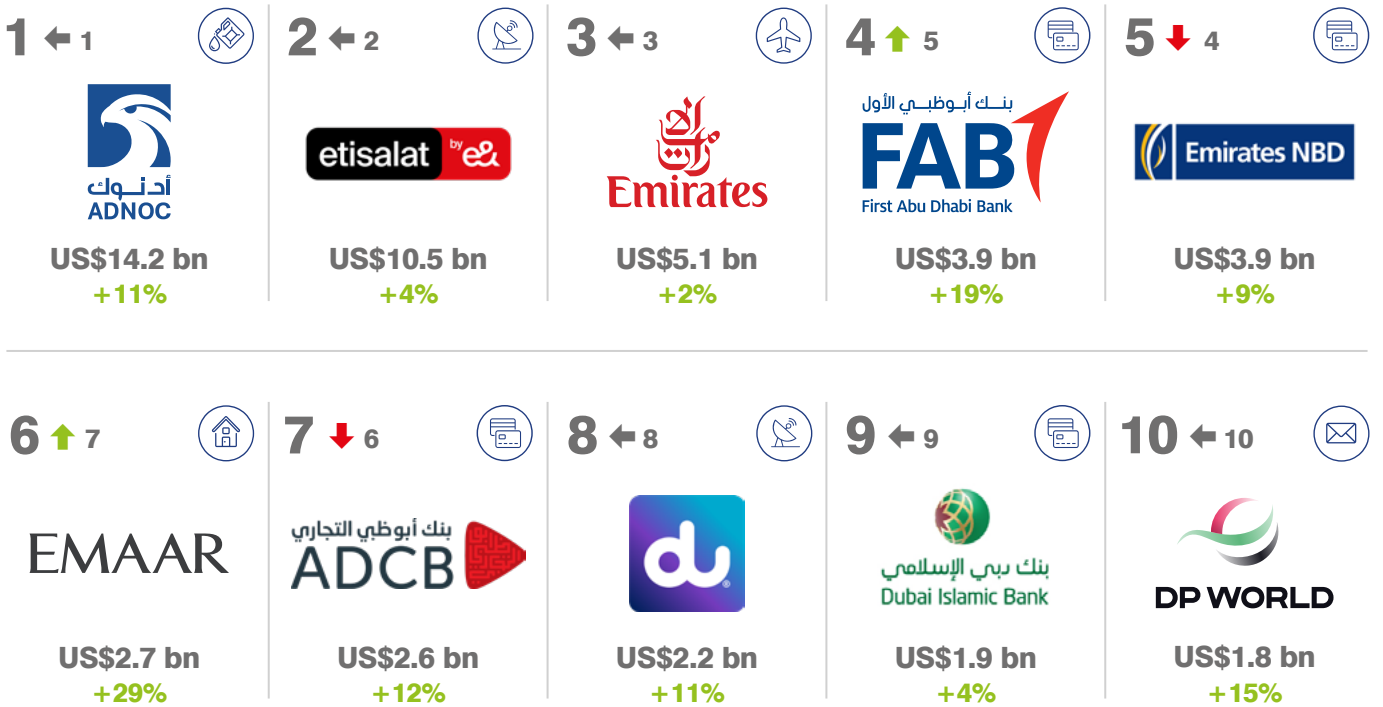 1 1
أدنوك
ADNOC
US$14.2 bn
+11%
2 2
etisalat by e&
US$10.5 bn
+4%
3 3
الإمارات
Emirates
US$5.1 bn
+2%
4 5
بنك أبوظبي الأول
FAB
First Abu Dhabi Bank
US$3.9 bn
+19%
5 4
Emirates NBD
US$3.9 bn
+9%
6 7
EMAAR
US$2.7 bn
+29%
7 6
بنك أبوظبي التجاري
ADCB
US$2.6 bn
+12%
8 8
du
US$2.2 bn
+11%
9 9
بنك دبي الإسلامي
Dubai Islamic Bank
US$1.9 bn
+4%
10 10
DP WORLD
US$1.8 bn
+15%